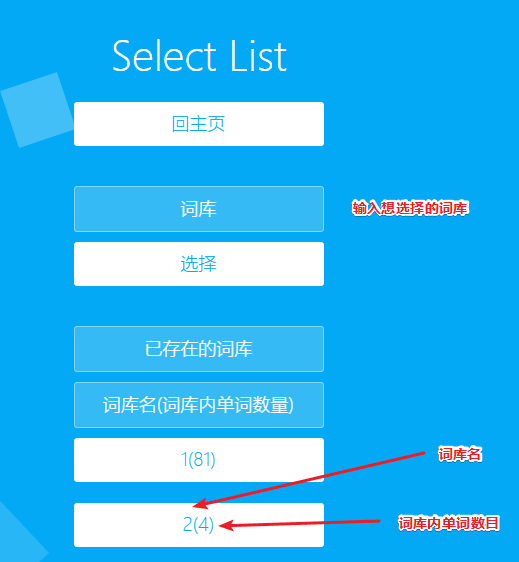 Select List
回主页
词库
输入想选择的词库
选择
已存在的词库
词库名(词库内单词数量)
1(81)
词库名
2(4)
词库内单词数目